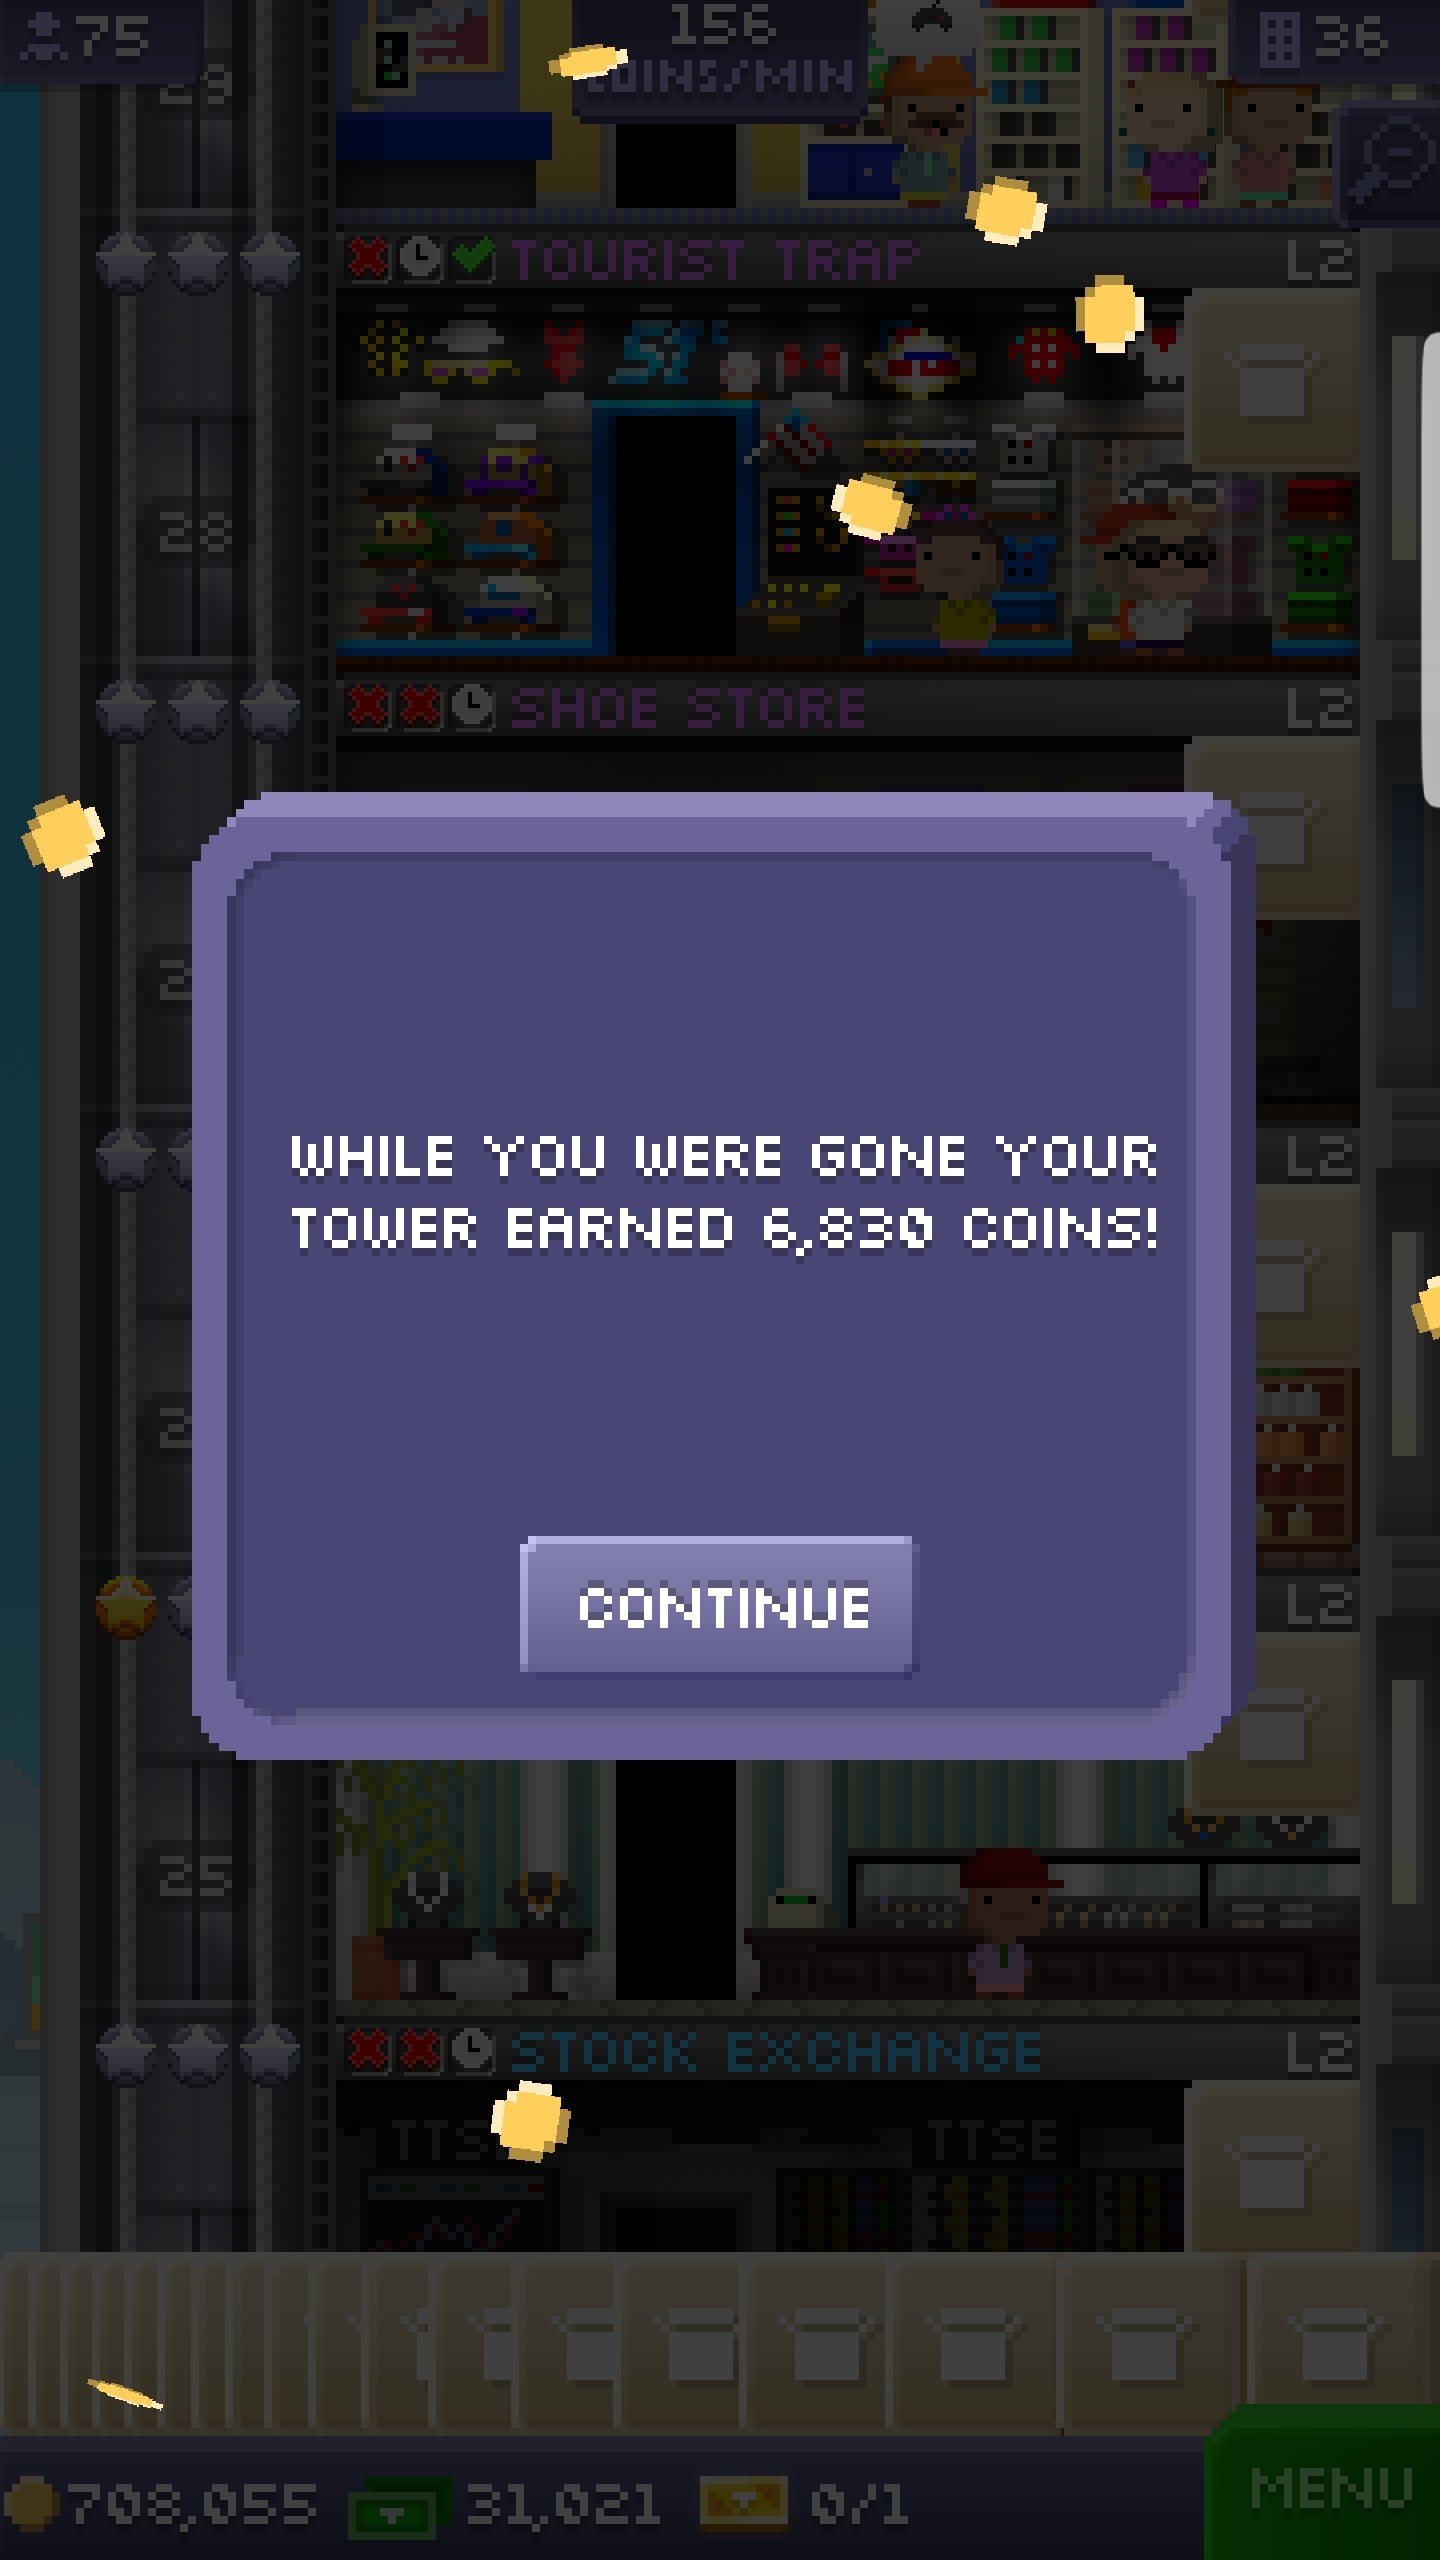 75
156
COINS/MIN
36
29
TOURIST TRAP
L2
28
SHOE STORE
L2
L2
WHILE YOU WERE GONE YOUR
TOWER EARNED 6,830 COINS!
L2
CONTINUE
25
STOCK EXCHANGE
L2
TTSE
708,055
31,021
0/1
MENU